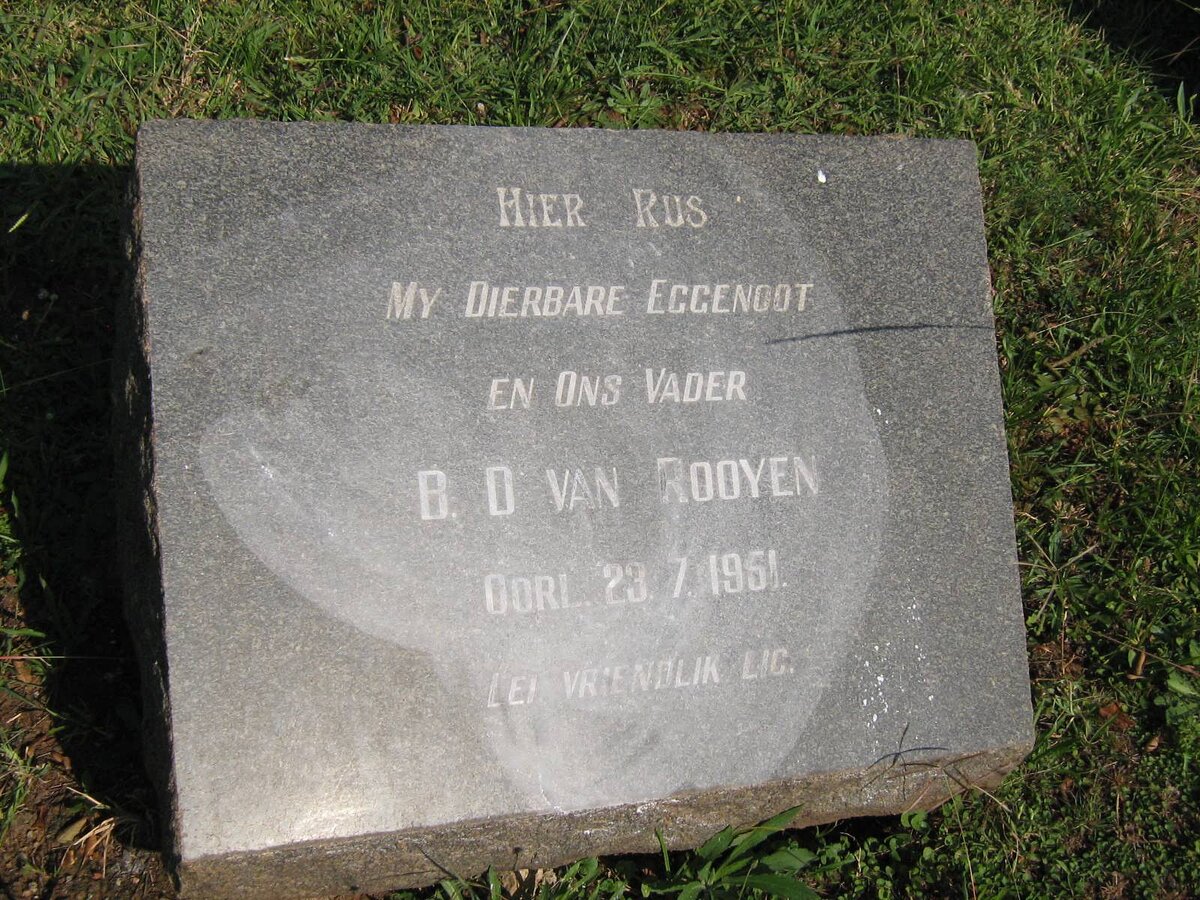 HIER RUS
MY DIERBARE EGGENOOT
EN ONS VADER
B. D VAN ROOYEN
OORL. 23. 7. 1951.
LEI VRIENDLIK LIG.